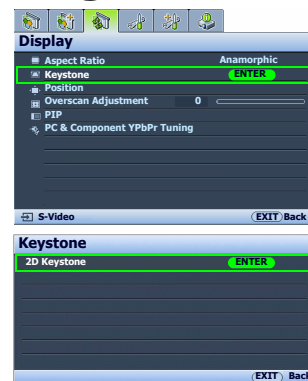 Display
Aspect Ratio Anamorphic
Keystone ENTER
Position
Overscan Adjustment 0
PIP
PC & Component YPbPr Tuning
S-Video EXIT Back
Keystone
2D Keystone ENTER
EXIT Back